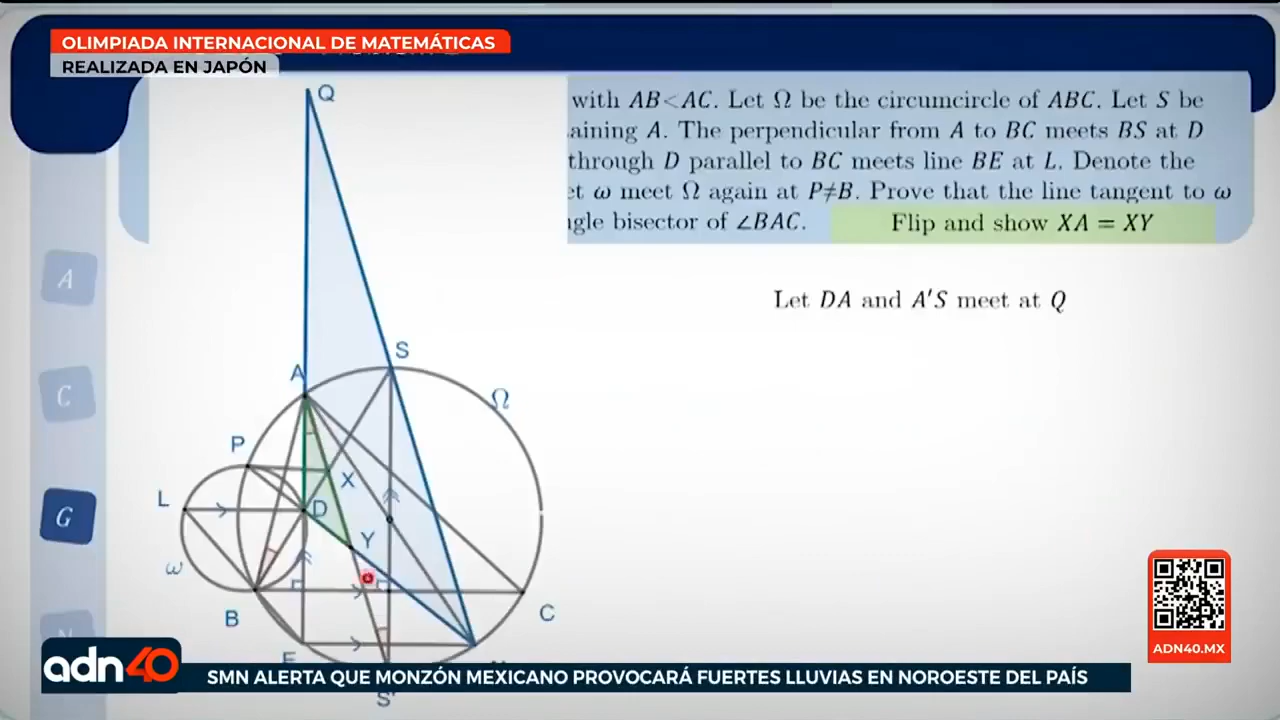 OLIMPIADA INTERNACIONAL DE MATEMÁTICAS
REALIZADA EN JAPÓN
with AB<AC. Let Ω be the circumcircle of ABC. Let S be
aining A. The perpendicular from A to BC meets BS at D
through D parallel to BC meets line BE at L. Denote the
et ω meet Ω again at P≠B. Prove that the line tangent to ω
gle bisector of ∠BAC.
Flip and show XA = XY
Let DA and A'S meet at Q
Q
S
A
Ω
P
X
L
D
Y
ω
B
C
E
S'
A
C
G
N
adn40
ADN40.MX
SMN ALERTA QUE MONZÓN MEXICANO PROVOCARÁ FUERTES LLUVIAS EN NOROESTE DEL PAÍS